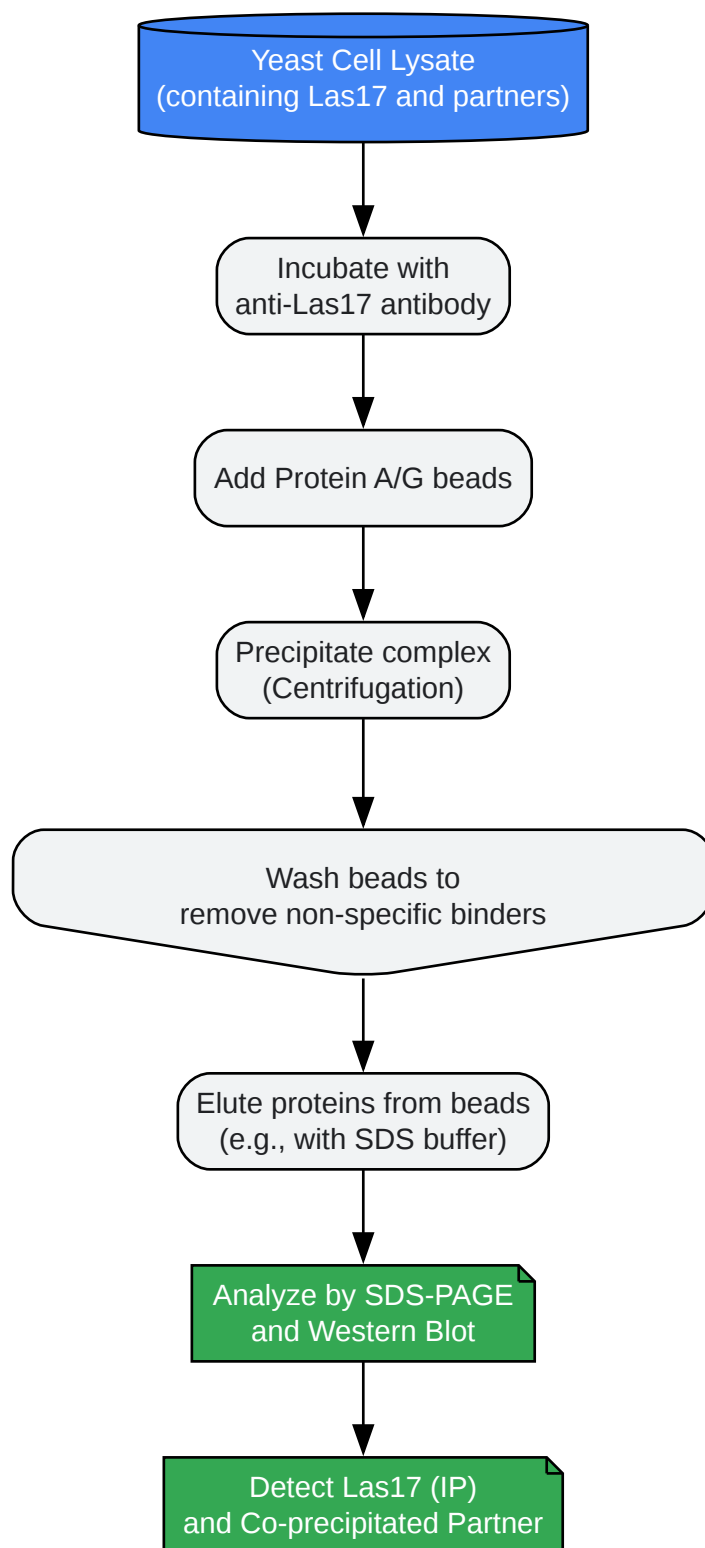 Yeast Cell Lysate
(containing Las17 and partners)
Incubate with
anti-Las17 antibody
Add Protein A/G beads
Precipitate complex
(Centrifugation)
Wash beads to
remove non-specific binders
Elute proteins from beads
(e.g., with SDS buffer)
Analyze by SDS-PAGE
and Western Blot
Detect Las17 (IP)
and Co-precipitated Partner